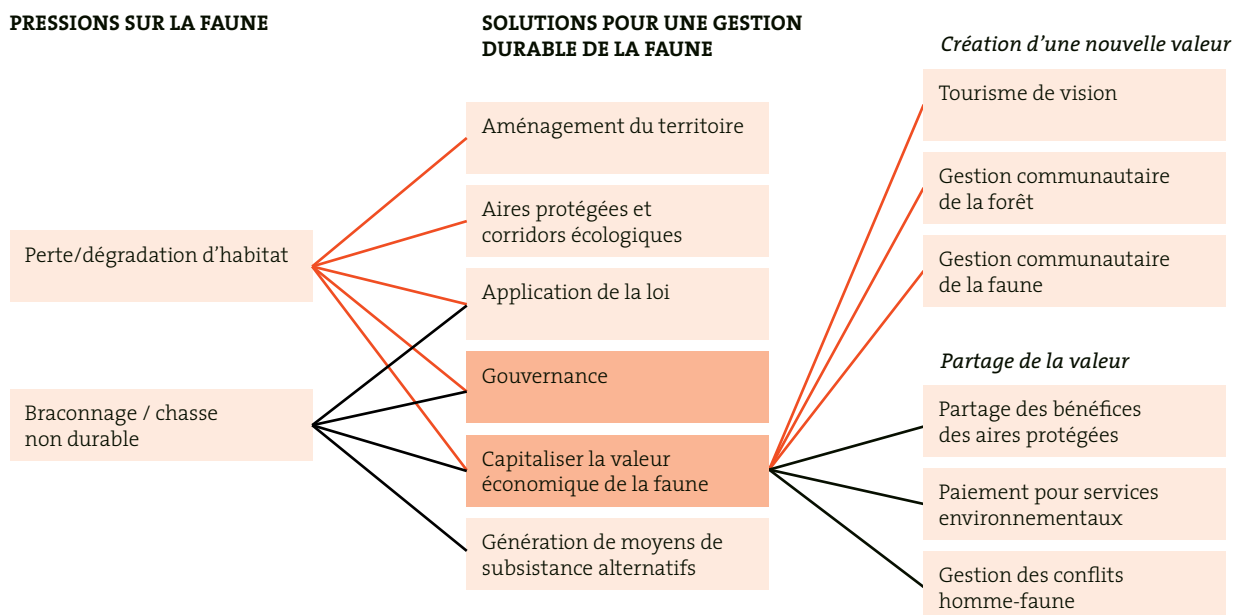 PRESSIONS SUR LA FAUNE
Perte/dégradation d’habitat
Braconnage / chasse
non durable
SOLUTIONS POUR UNE GESTION
DURABLE DE LA FAUNE
Aménagement du territoire
Aires protégées et
corridors écologiques
Application de la loi
Gouvernance
Capitaliser la valeur
économique de la faune
Génération de moyens de
subsistance alternatifs
Création d’une nouvelle valeur
Tourisme de vision
Gestion communautaire
de la forêt
Gestion communautaire
de la faune
Partage de la valeur
Partage des bénéfices
des aires protégées
Paiement pour services
environnementaux
Gestion des conflits
homme-faune